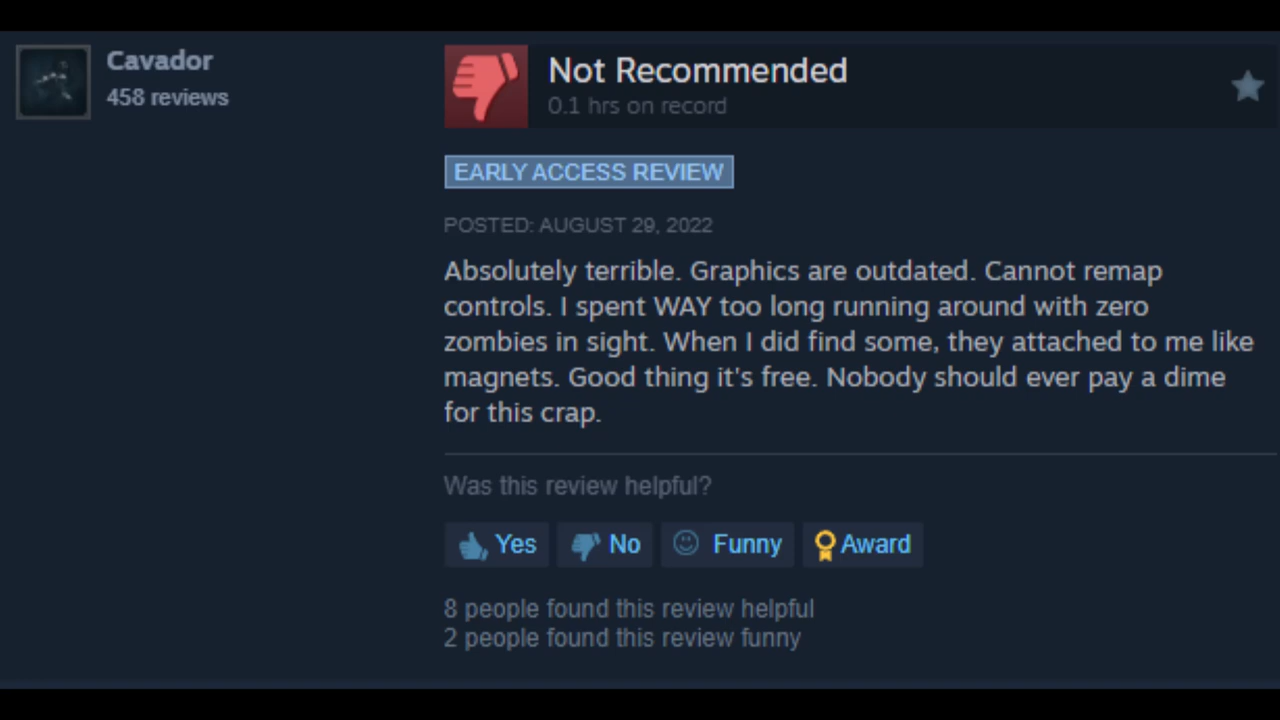 Cavador
458 reviews
Not Recommended
0.1 hrs on record
EARLY ACCESS REVIEW
POSTED: AUGUST 29, 2022
Absolutely terrible. Graphics are outdated. Cannot remap
controls. I spent WAY too long running around with zero
zombies in sight. When I did find some, they attached to me like
magnets. Good thing it's free. Nobody should ever pay a dime
for this crap.
Was this review helpful?
Yes No Funny Award
8 people found this review helpful
2 people found this review funny